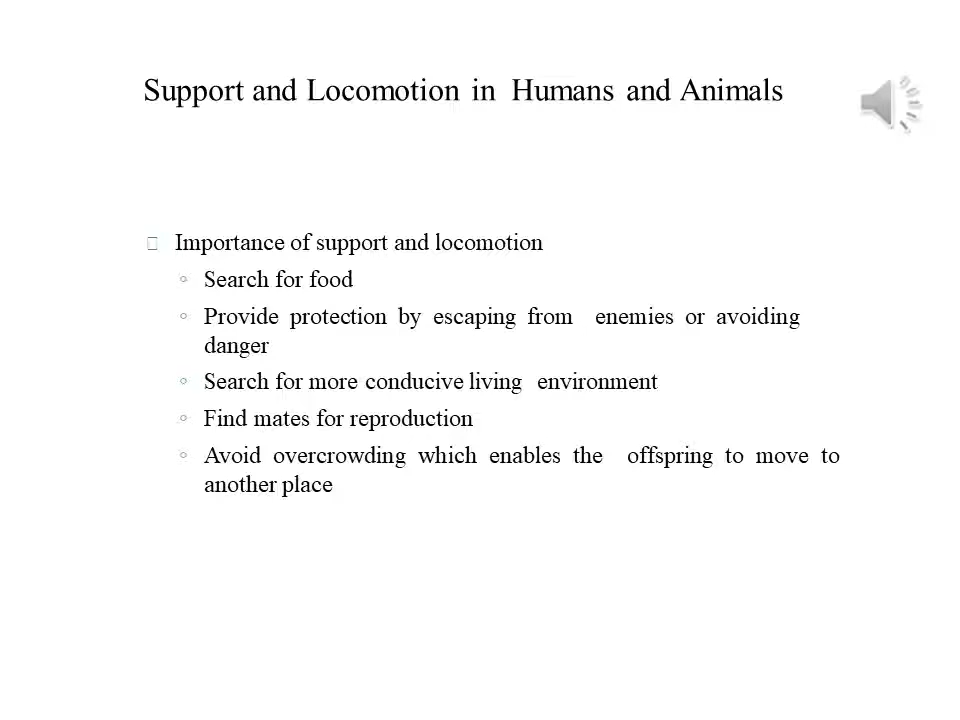 Support and Locomotion in Humans and Animals
Importance of support and locomotion
Search for food
Provide protection by escaping from enemies or avoiding
danger
Search for more conducive living environment
Find mates for reproduction
Avoid overcrowding which enables the offspring to move to
another place